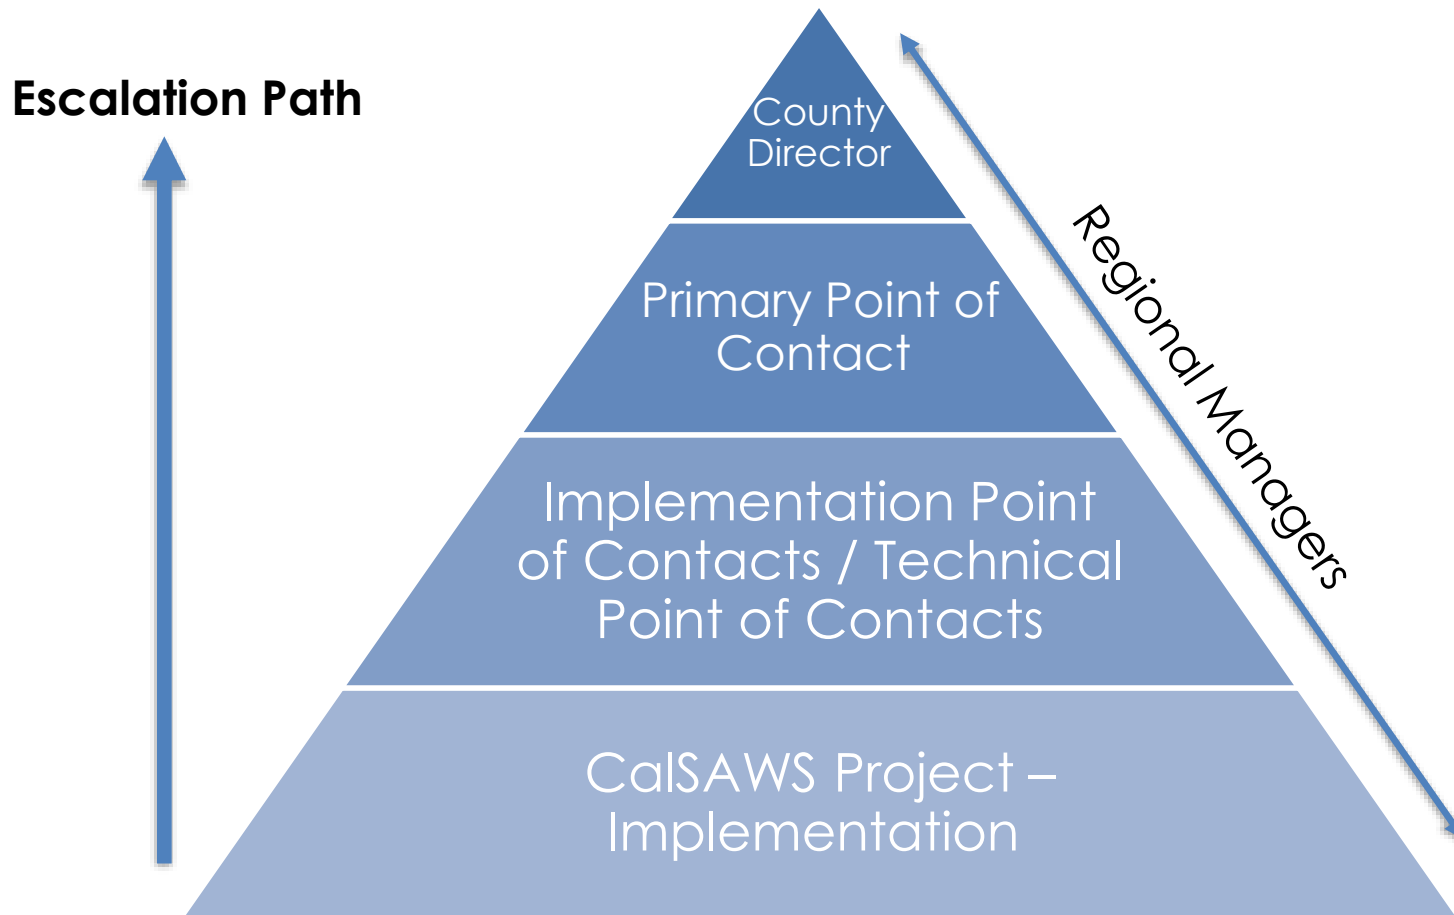 Escalation Path
County
Director
Primary Point of
Contact
Implementation Point
of Contacts / Technical
Point of Contacts
CalSAWS Project –
Implementation
Regional Managers